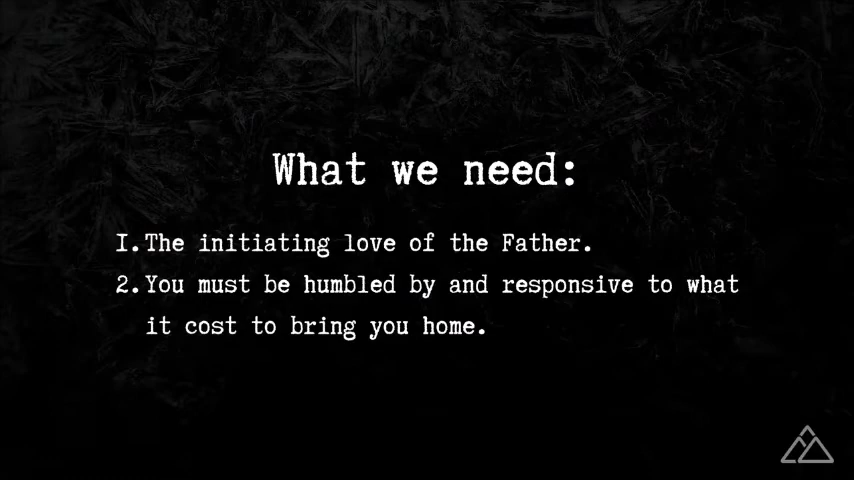 What we need:
1. The initiating love of the Father.
2. You must be humbled by and responsive to what
it cost to bring you home.